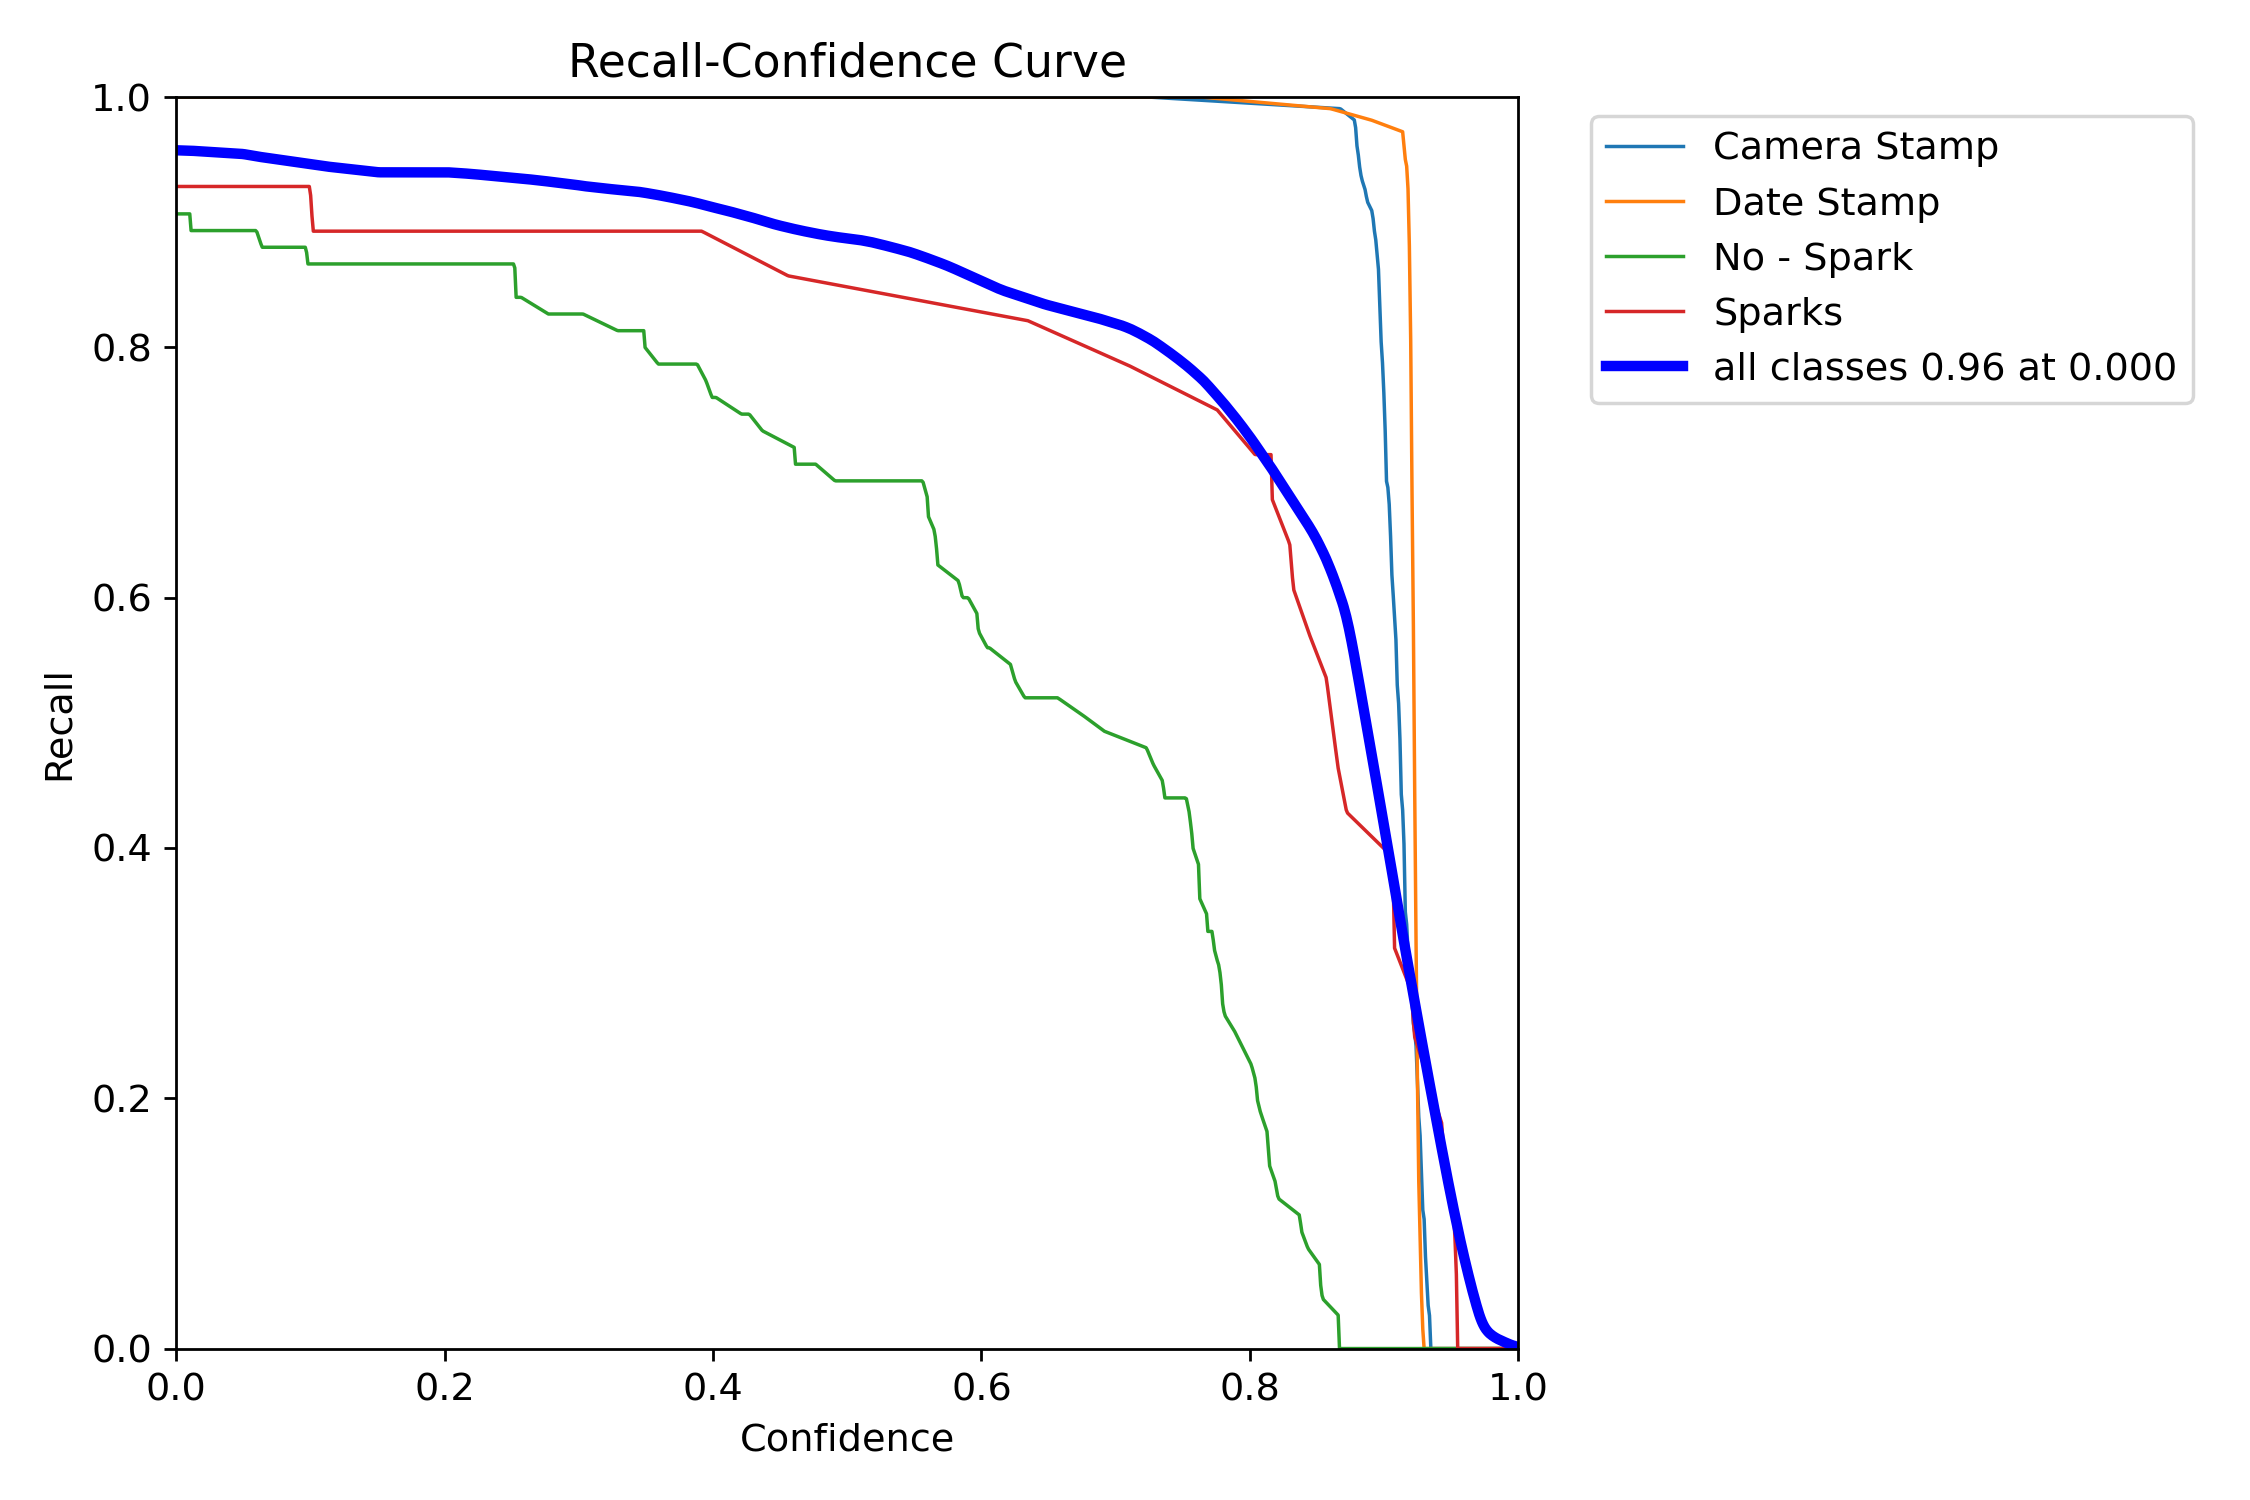 Recall-Confidence Curve
1.0
0.8
0.6
0.4
0.2
0.0
Recall
0.0 0.2 0.4 0.6 0.8 1.0
Confidence
Camera Stamp
Date Stamp
No - Spark
Sparks
all classes 0.96 at 0.000